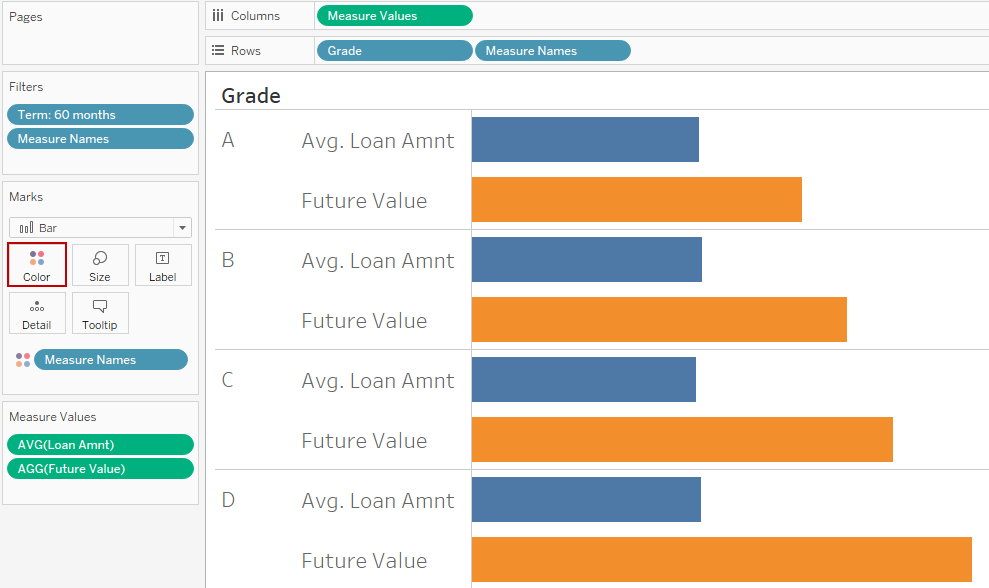 Pages
Columns
Measure Values
Rows
Grade
Measure Names
Filters
Term: 60 months
Measure Names
Marks
Bar
Color
Size
Label
Detail
Tooltip
Measure Names
Measure Values
AVG(Loan Amnt)
AGG(Future Value)
Grade
A
Avg. Loan Amnt
Future Value
B
Avg. Loan Amnt
Future Value
C
Avg. Loan Amnt
Future Value
D
Avg. Loan Amnt
Future Value